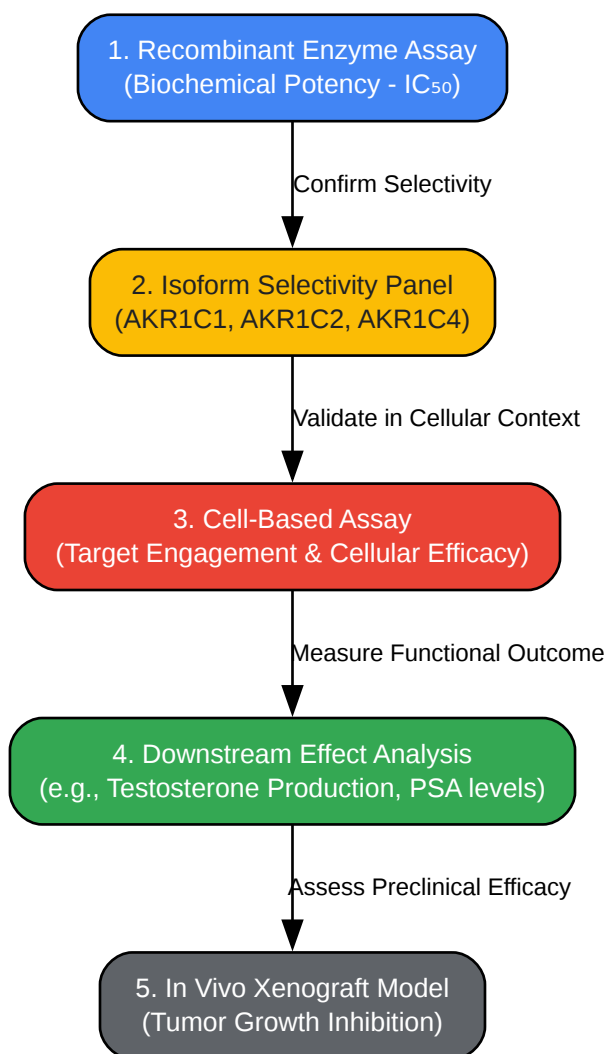 1. Recombinant Enzyme Assay
(Biochemical Potency - IC₅₀)
Confirm Selectivity
2. Isoform Selectivity Panel
(AKR1C1, AKR1C2, AKR1C4)
Validate in Cellular Context
3. Cell-Based Assay
(Target Engagement & Cellular Efficacy)
Measure Functional Outcome
4. Downstream Effect Analysis
(e.g., Testosterone Production, PSA levels)
Assess Preclinical Efficacy
5. In Vivo Xenograft Model
(Tumor Growth Inhibition)